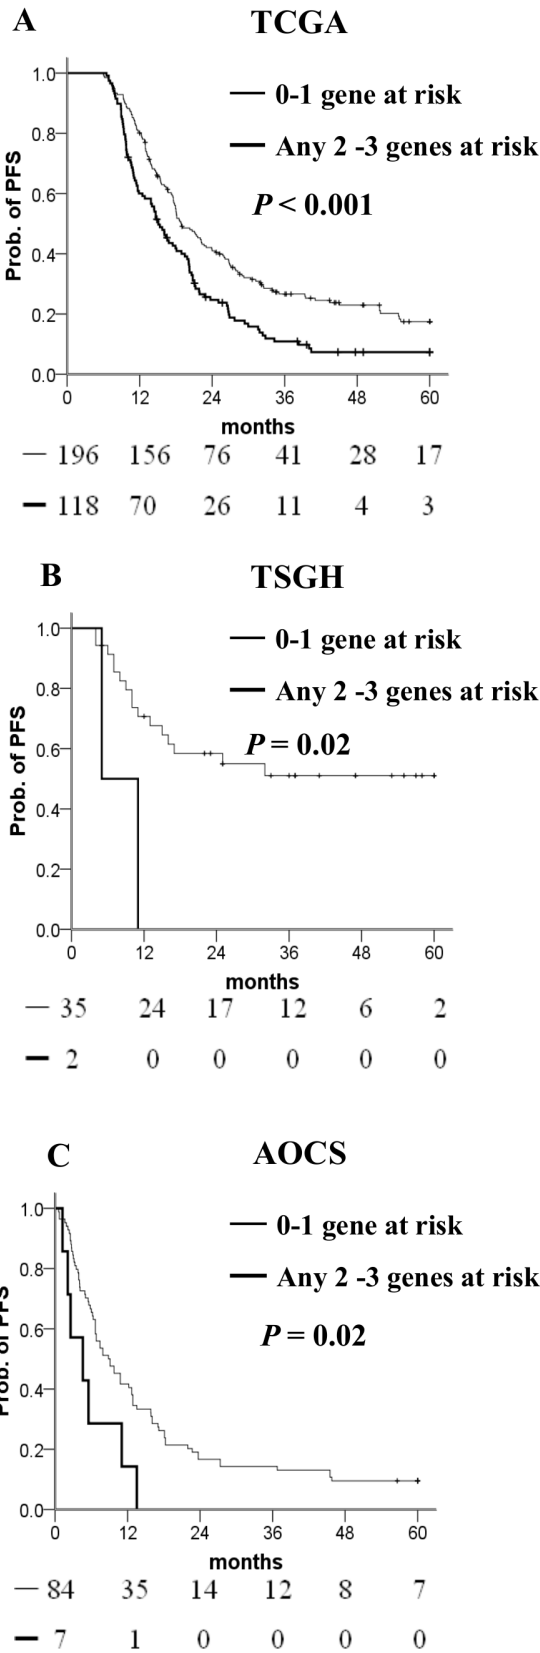 A TCGA
0-1 gene at risk
Any 2 -3 genes at risk
P < 0.001
Prob. of PFS
1.0
0.8
0.6
0.4
0.2
0.0
0 12 24 36 48 60
months
196 156 76 41 28 17
118 70 26 11 4 3
B TSGH
0-1 gene at risk
Any 2 -3 genes at risk
P = 0.02
Prob. of PFS
1.0
0.8
0.6
0.4
0.2
0.0
0 12 24 36 48 60
months
35 24 17 12 6 2
2 0 0 0 0 0
C AOCS
0-1 gene at risk
Any 2 -3 genes at risk
P = 0.02
Prob. of PFS
1.0
0.8
0.6
0.4
0.2
0.0
0 12 24 36 48 60
months
84 35 14 12 8 7
7 1 0 0 0 0